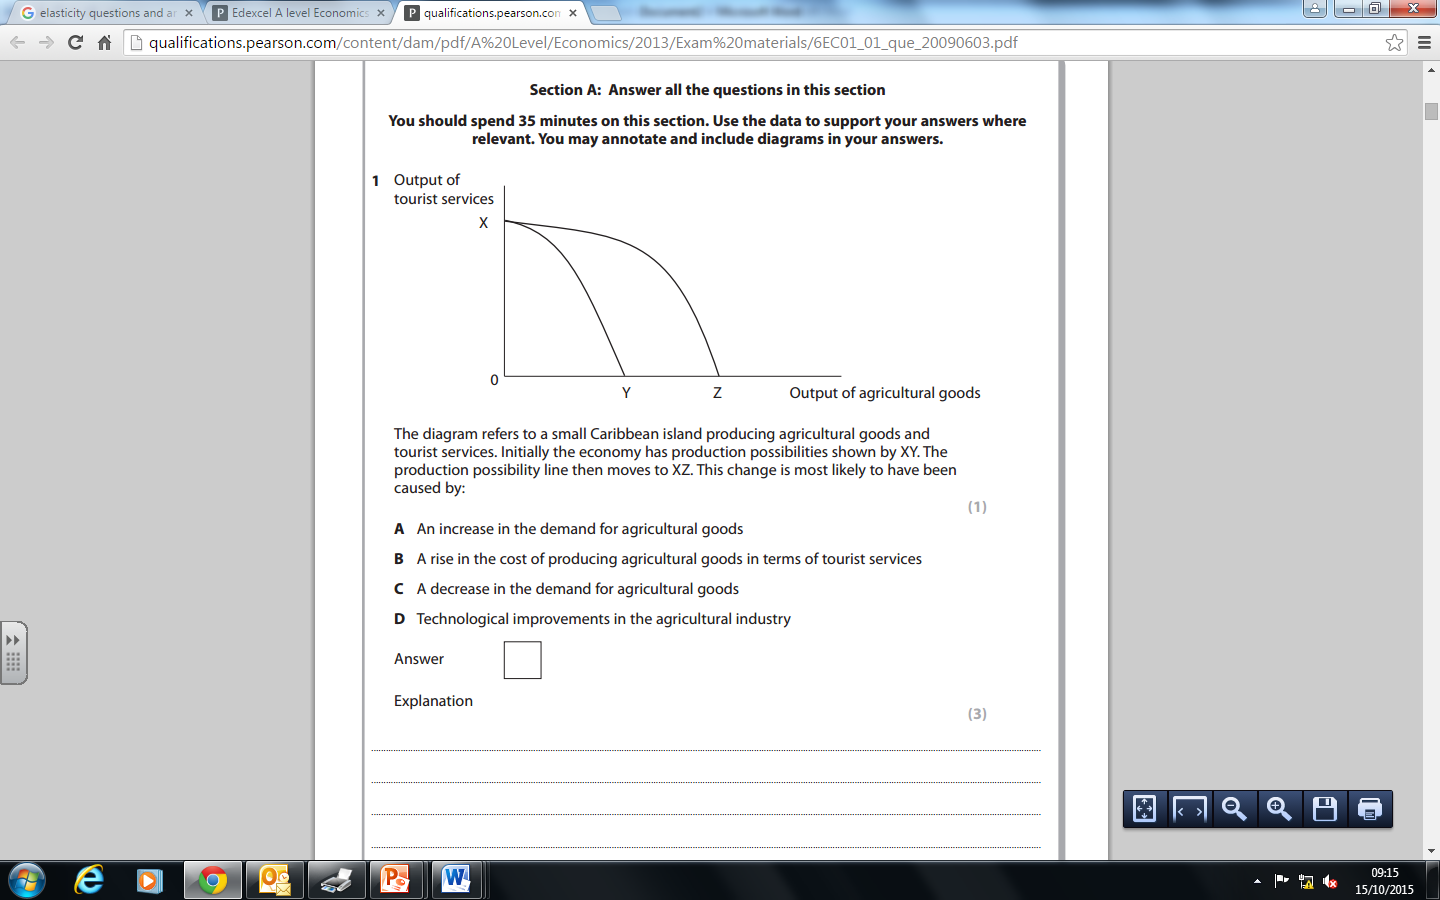 elasticity questions and an
Edexcel A level Economics
qualifications.pearson.com
Document2 - Microsoft Word
qualifications.pearson.com/content/dam/pdf/A%20Level/Economics/2013/Exam%20materials/6EC01_01_que_20090603.pdf
Section A: Answer all the questions in this section
You should spend 35 minutes on this section. Use the data to support your answers where
relevant. You may annotate and include diagrams in your answers.
1 Output of
tourist services
X
0
Y Z Output of agricultural goods
The diagram refers to a small Caribbean island producing agricultural goods and
tourist services. Initially the economy has production possibilities shown by XY. The
production possibility line then moves to XZ. This change is most likely to have been
caused by:
(1)
A An increase in the demand for agricultural goods
B A rise in the cost of producing agricultural goods in terms of tourist services
C A decrease in the demand for agricultural goods
D Technological improvements in the agricultural industry
Answer
Explanation
(3)
09:15
15/10/2015